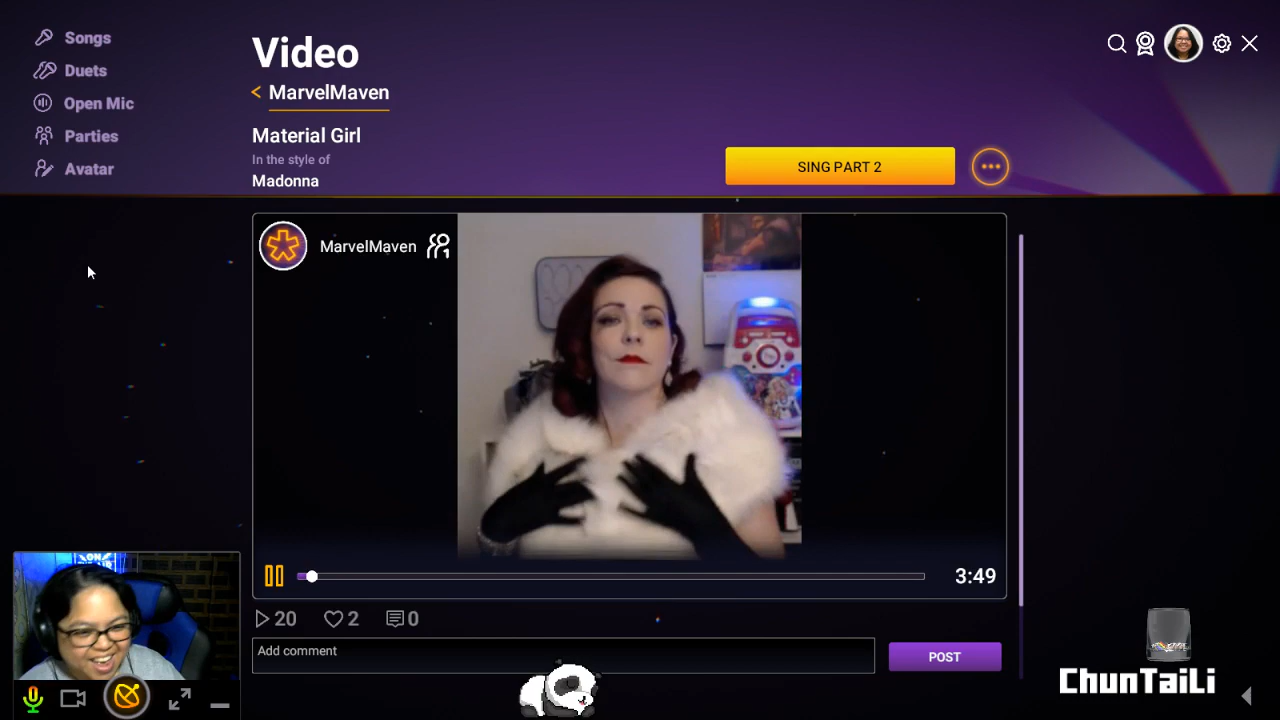 Songs
Duets
Open Mic
Parties
Avatar
Video
< MarvelMaven
Material Girl
In the style of
Madonna
SING PART 2
MarvelMaven
3:49
20
2
0
Add comment
POST
ChunTaiLi